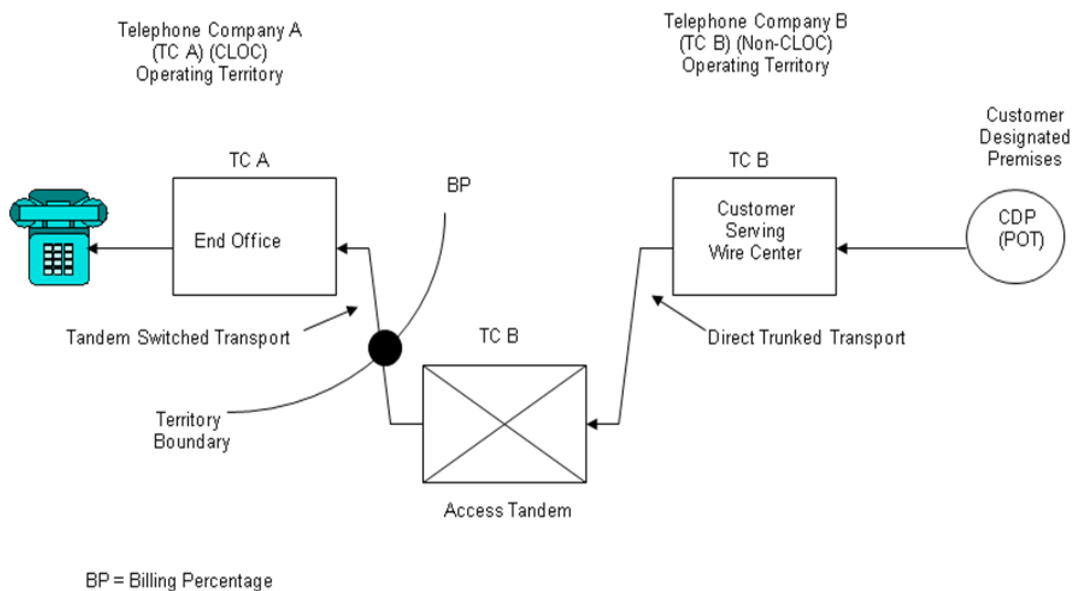 Telephone Company A
(TC A) (CLOC)
Operating Territory
Telephone Company B
(TC B) (Non-CLOC)
Operating Territory
Customer
Designated
Premises
TC A
BP
TC B
End Office
Customer
Serving
Wire Center
CDP
(POT)
Tandem Switched Transport
TC B
Direct Trunked Transport
Territory
Boundary
Access Tandem
BP = Billing Percentage